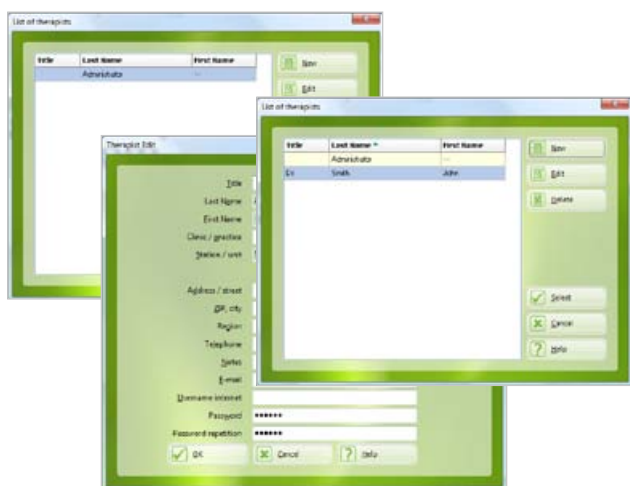 List of therapists
Title Last Name First Name
Administrator ...
New
Edit
Therapist Edit
Title
Last Name
First Name
Clinic / practice
Station / unit
Address / street
ZIP, city
Region
Telephone
Notes
E-mail
Username internet
Password ••••••
Password repetition ••••••
OK Cancel Help
List of therapists
Title Last Name First Name
Administrator ...
Dr. Smith John
New
Edit
Delete
Select
Cancel
Help